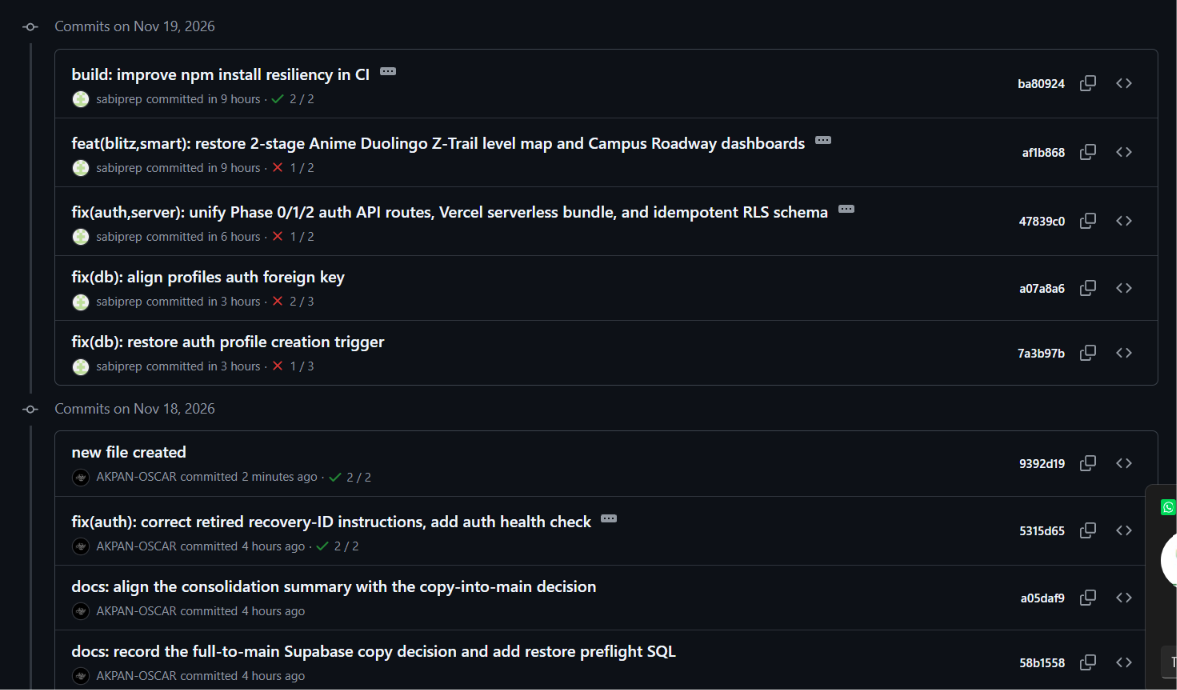 Commits on Nov 19, 2026
build: improve npm install resiliency in CI
sabiprep committed in 9 hours · 2 / 2
ba80924
feat(blitz,smart): restore 2-stage Anime Duolingo Z-Trail level map and Campus Roadway dashboards
sabiprep committed in 9 hours · 1 / 2
af1b868
fix(auth,server): unify Phase 0/1/2 auth API routes, Vercel serverless bundle, and idempotent RLS schema
sabiprep committed in 6 hours · 1 / 2
47839c0
fix(db): align profiles auth foreign key
sabiprep committed in 3 hours · 2 / 3
a07a8a6
fix(db): restore auth profile creation trigger
sabiprep committed in 3 hours · 1 / 3
7a3b97b
Commits on Nov 18, 2026
new file created
AKPAN-OSCAR committed 2 minutes ago · 2 / 2
9392d19
fix(auth): correct retired recovery-ID instructions, add auth health check
AKPAN-OSCAR committed 4 hours ago · 2 / 2
5315d65
docs: align the consolidation summary with the copy-into-main decision
AKPAN-OSCAR committed 4 hours ago
a05daf9
docs: record the full-to-main Supabase copy decision and add restore preflight SQL
AKPAN-OSCAR committed 4 hours ago
58b1558